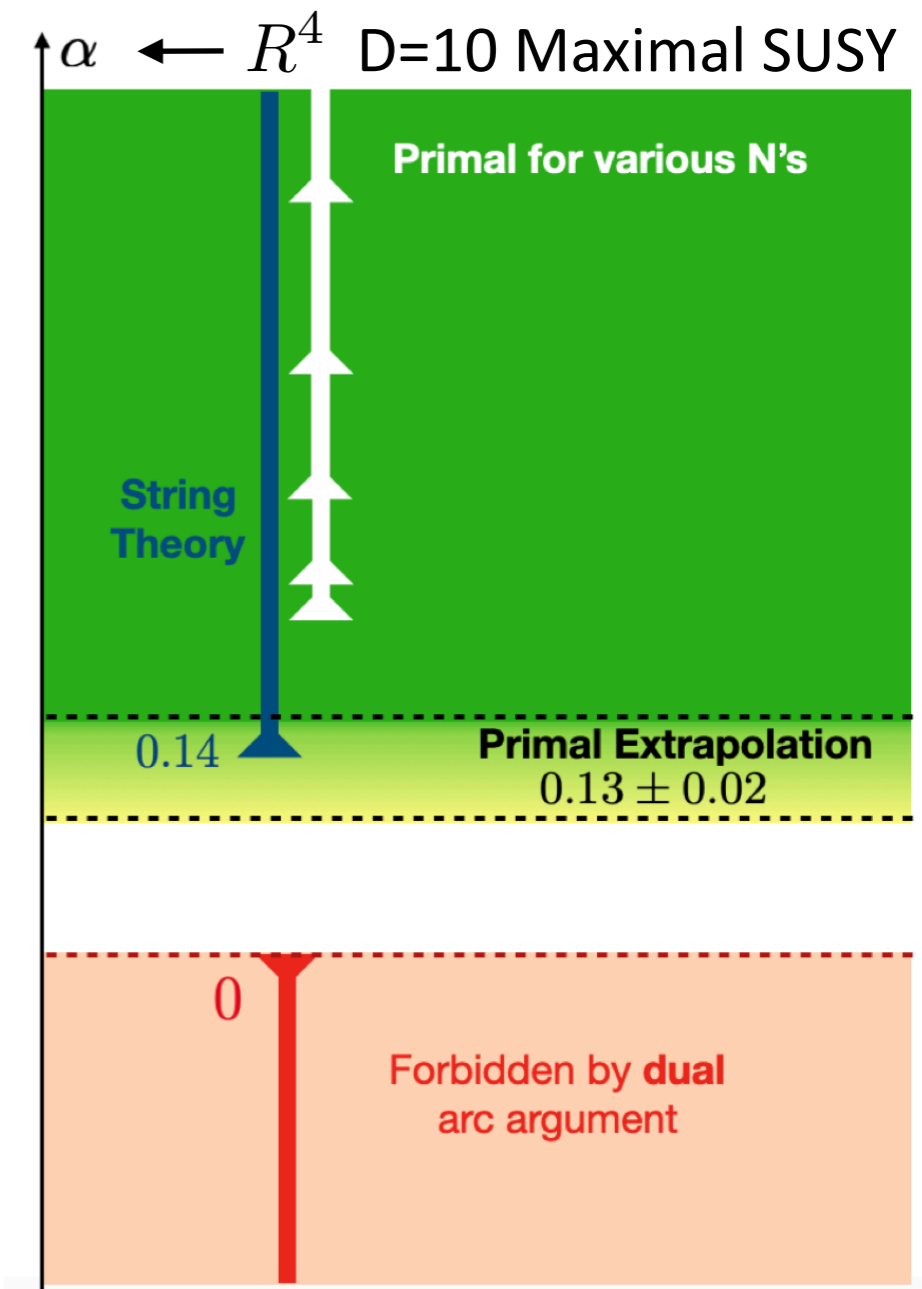 α ← R⁴ D=10 Maximal SUSY
Primal for various N's
String
Theory
0.14
Primal Extrapolation
0.13 ± 0.02
0
Forbidden by dual
arc argument